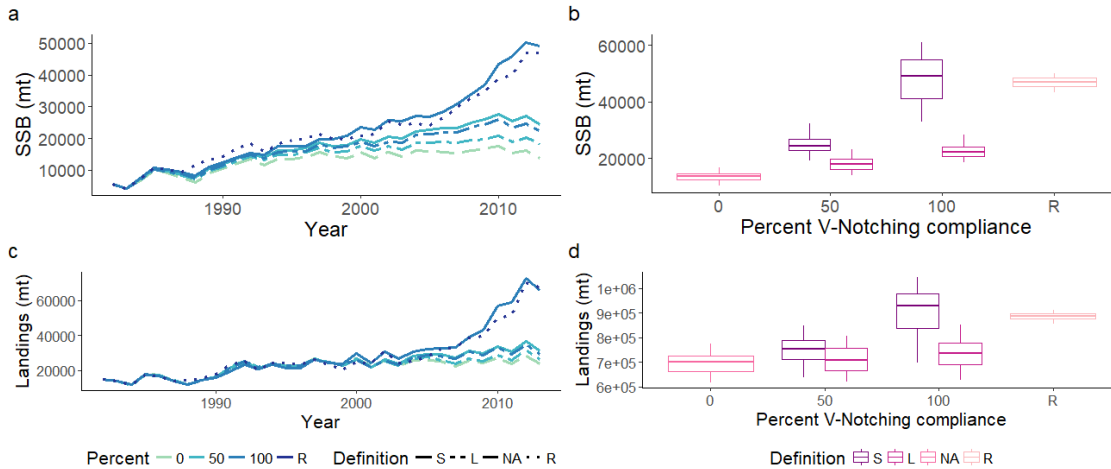 a
SSB (mt)
50000
40000
30000
20000
10000
1990
2000
2010
Year
b
SSB (mt)
60000
40000
20000
0
50
100
R
Percent V-Notching compliance
c
Landings (mt)
60000
40000
20000
1990
2000
2010
Year
d
Landings (mt)
1e+06
9e+05
8e+05
7e+05
6e+05
0
50
100
R
Percent V-Notching compliance
Percent 0 50 100 R Definition S L NA R
Definition S L NA R